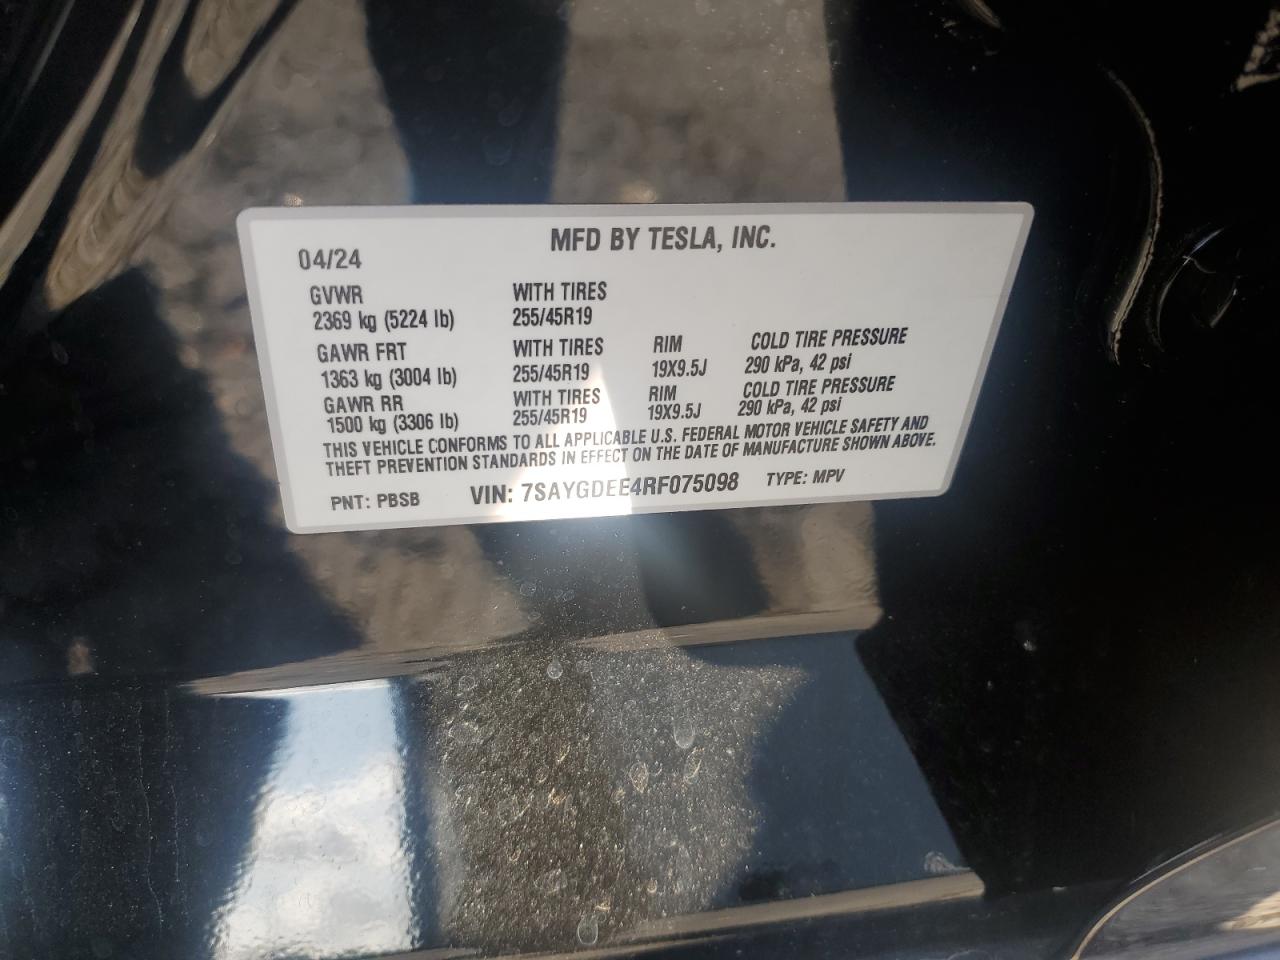 MFD BY TESLA, INC.
04/24
GVWR WITH TIRES
2369 kg (5224 lb) 255/45R19
GAWR FRT WITH TIRES RIM COLD TIRE PRESSURE
1363 kg (3004 lb) 255/45R19 19X9.5J 290 kPa, 42 psi
GAWR RR WITH TIRES RIM COLD TIRE PRESSURE
1500 kg (3306 lb) 255/45R19 19X9.5J 290 kPa, 42 psi
THIS VEHICLE CONFORMS TO ALL APPLICABLE U.S. FEDERAL MOTOR VEHICLE SAFETY AND
THEFT PREVENTION STANDARDS IN EFFECT ON THE DATE OF MANUFACTURE SHOWN ABOVE.
PNT: PBSB VIN: 7SAYGDEE4RF075098 TYPE: MPV